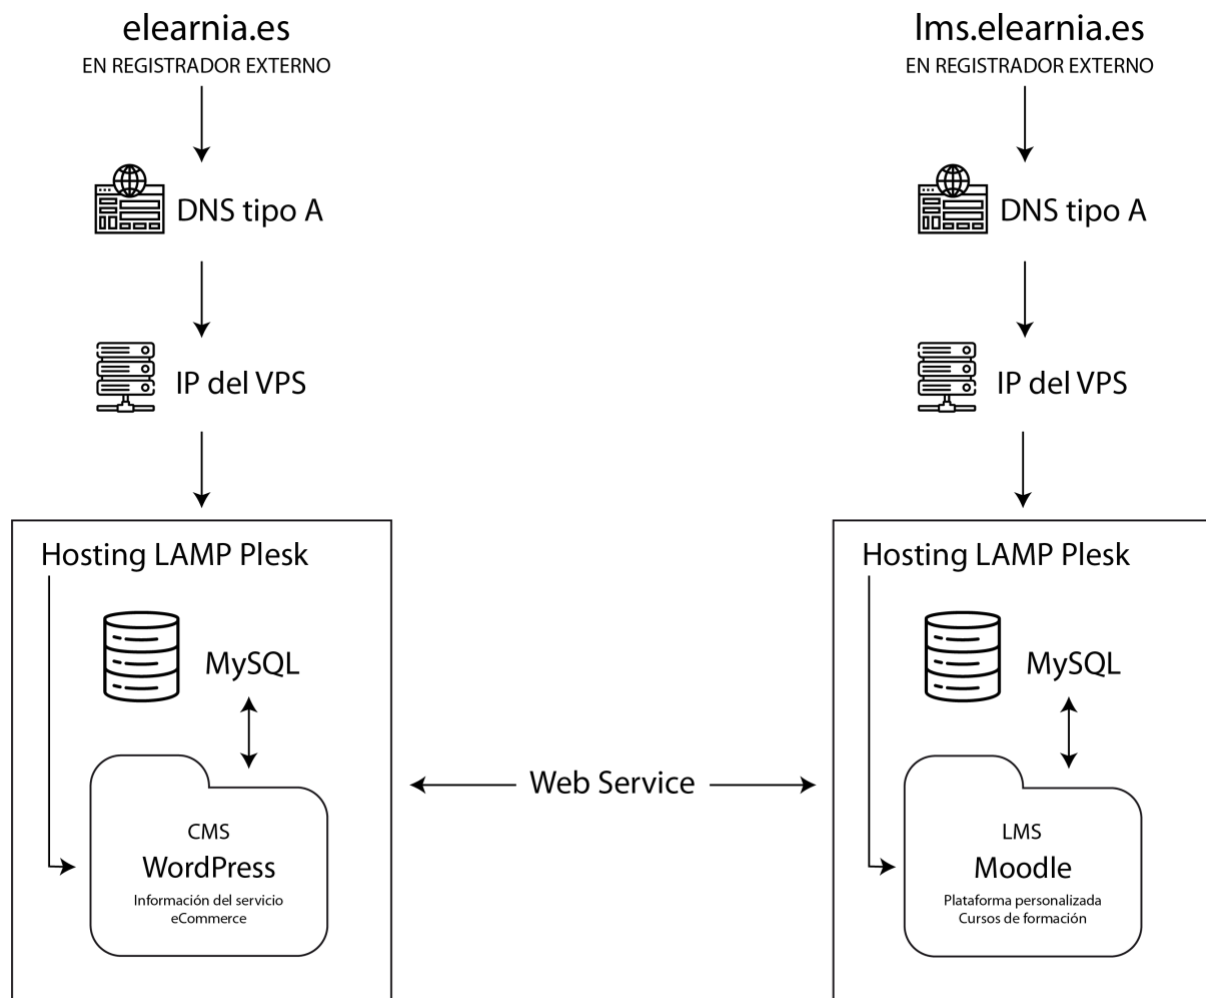 elearnia.es
EN REGISTRADOR EXTERNO
DNS tipo A
IP del VPS
Hosting LAMP Plesk
MySQL
CMS
WordPress
Información del servicio
eCommerce
Web Service
lms.elearnia.es
EN REGISTRADOR EXTERNO
DNS tipo A
IP del VPS
Hosting LAMP Plesk
MySQL
LMS
Moodle
Plataforma personalizada
Cursos de formación